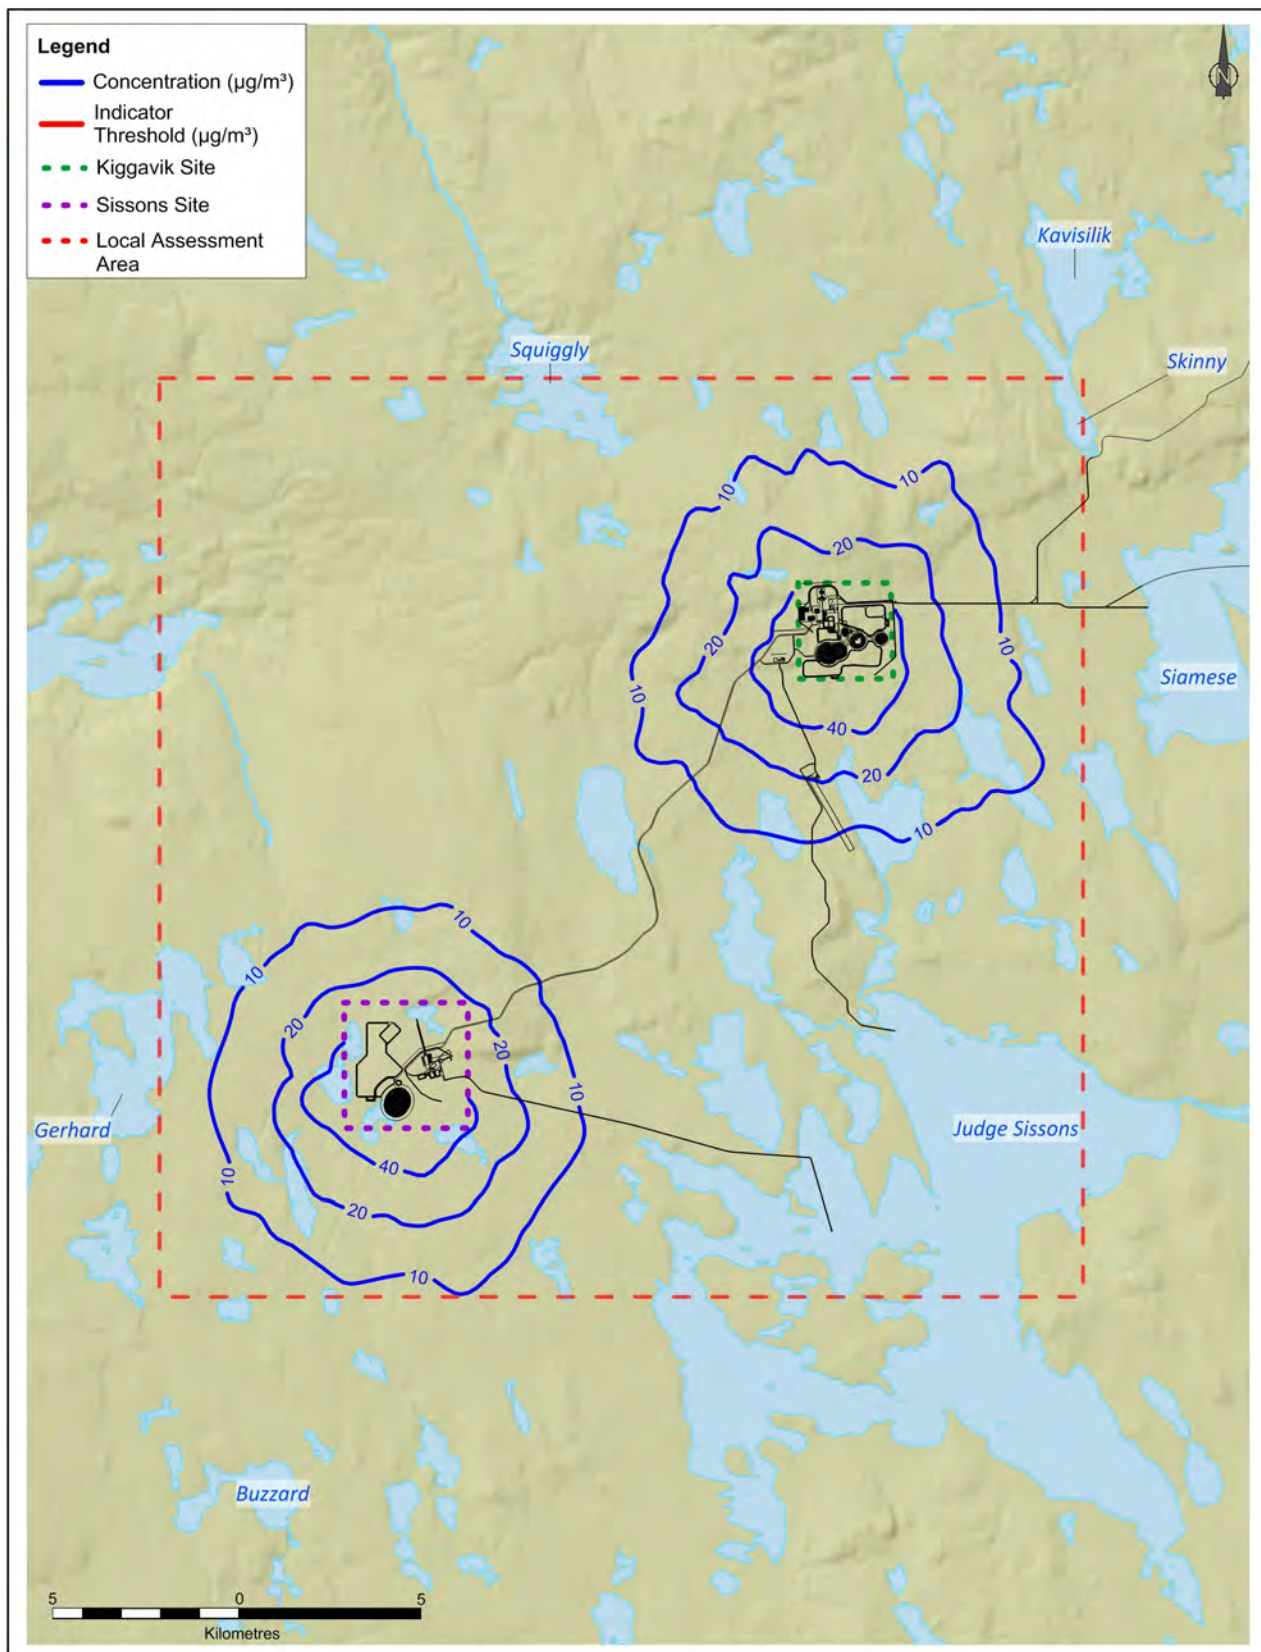 Legend
Concentration (µg/m³)
Indicator
Threshold (µg/m³)
Kiggavik Site
Sissons Site
Local Assessment
Area
N
Kavisilik
Squiggly
Skinny
10
10
20
20
10
10
Siamese
40
20
10
10
10
20
20
10
Gerhard
Judge Sissons
40
10
20
10
Buzzard
5 0 5
Kilometres